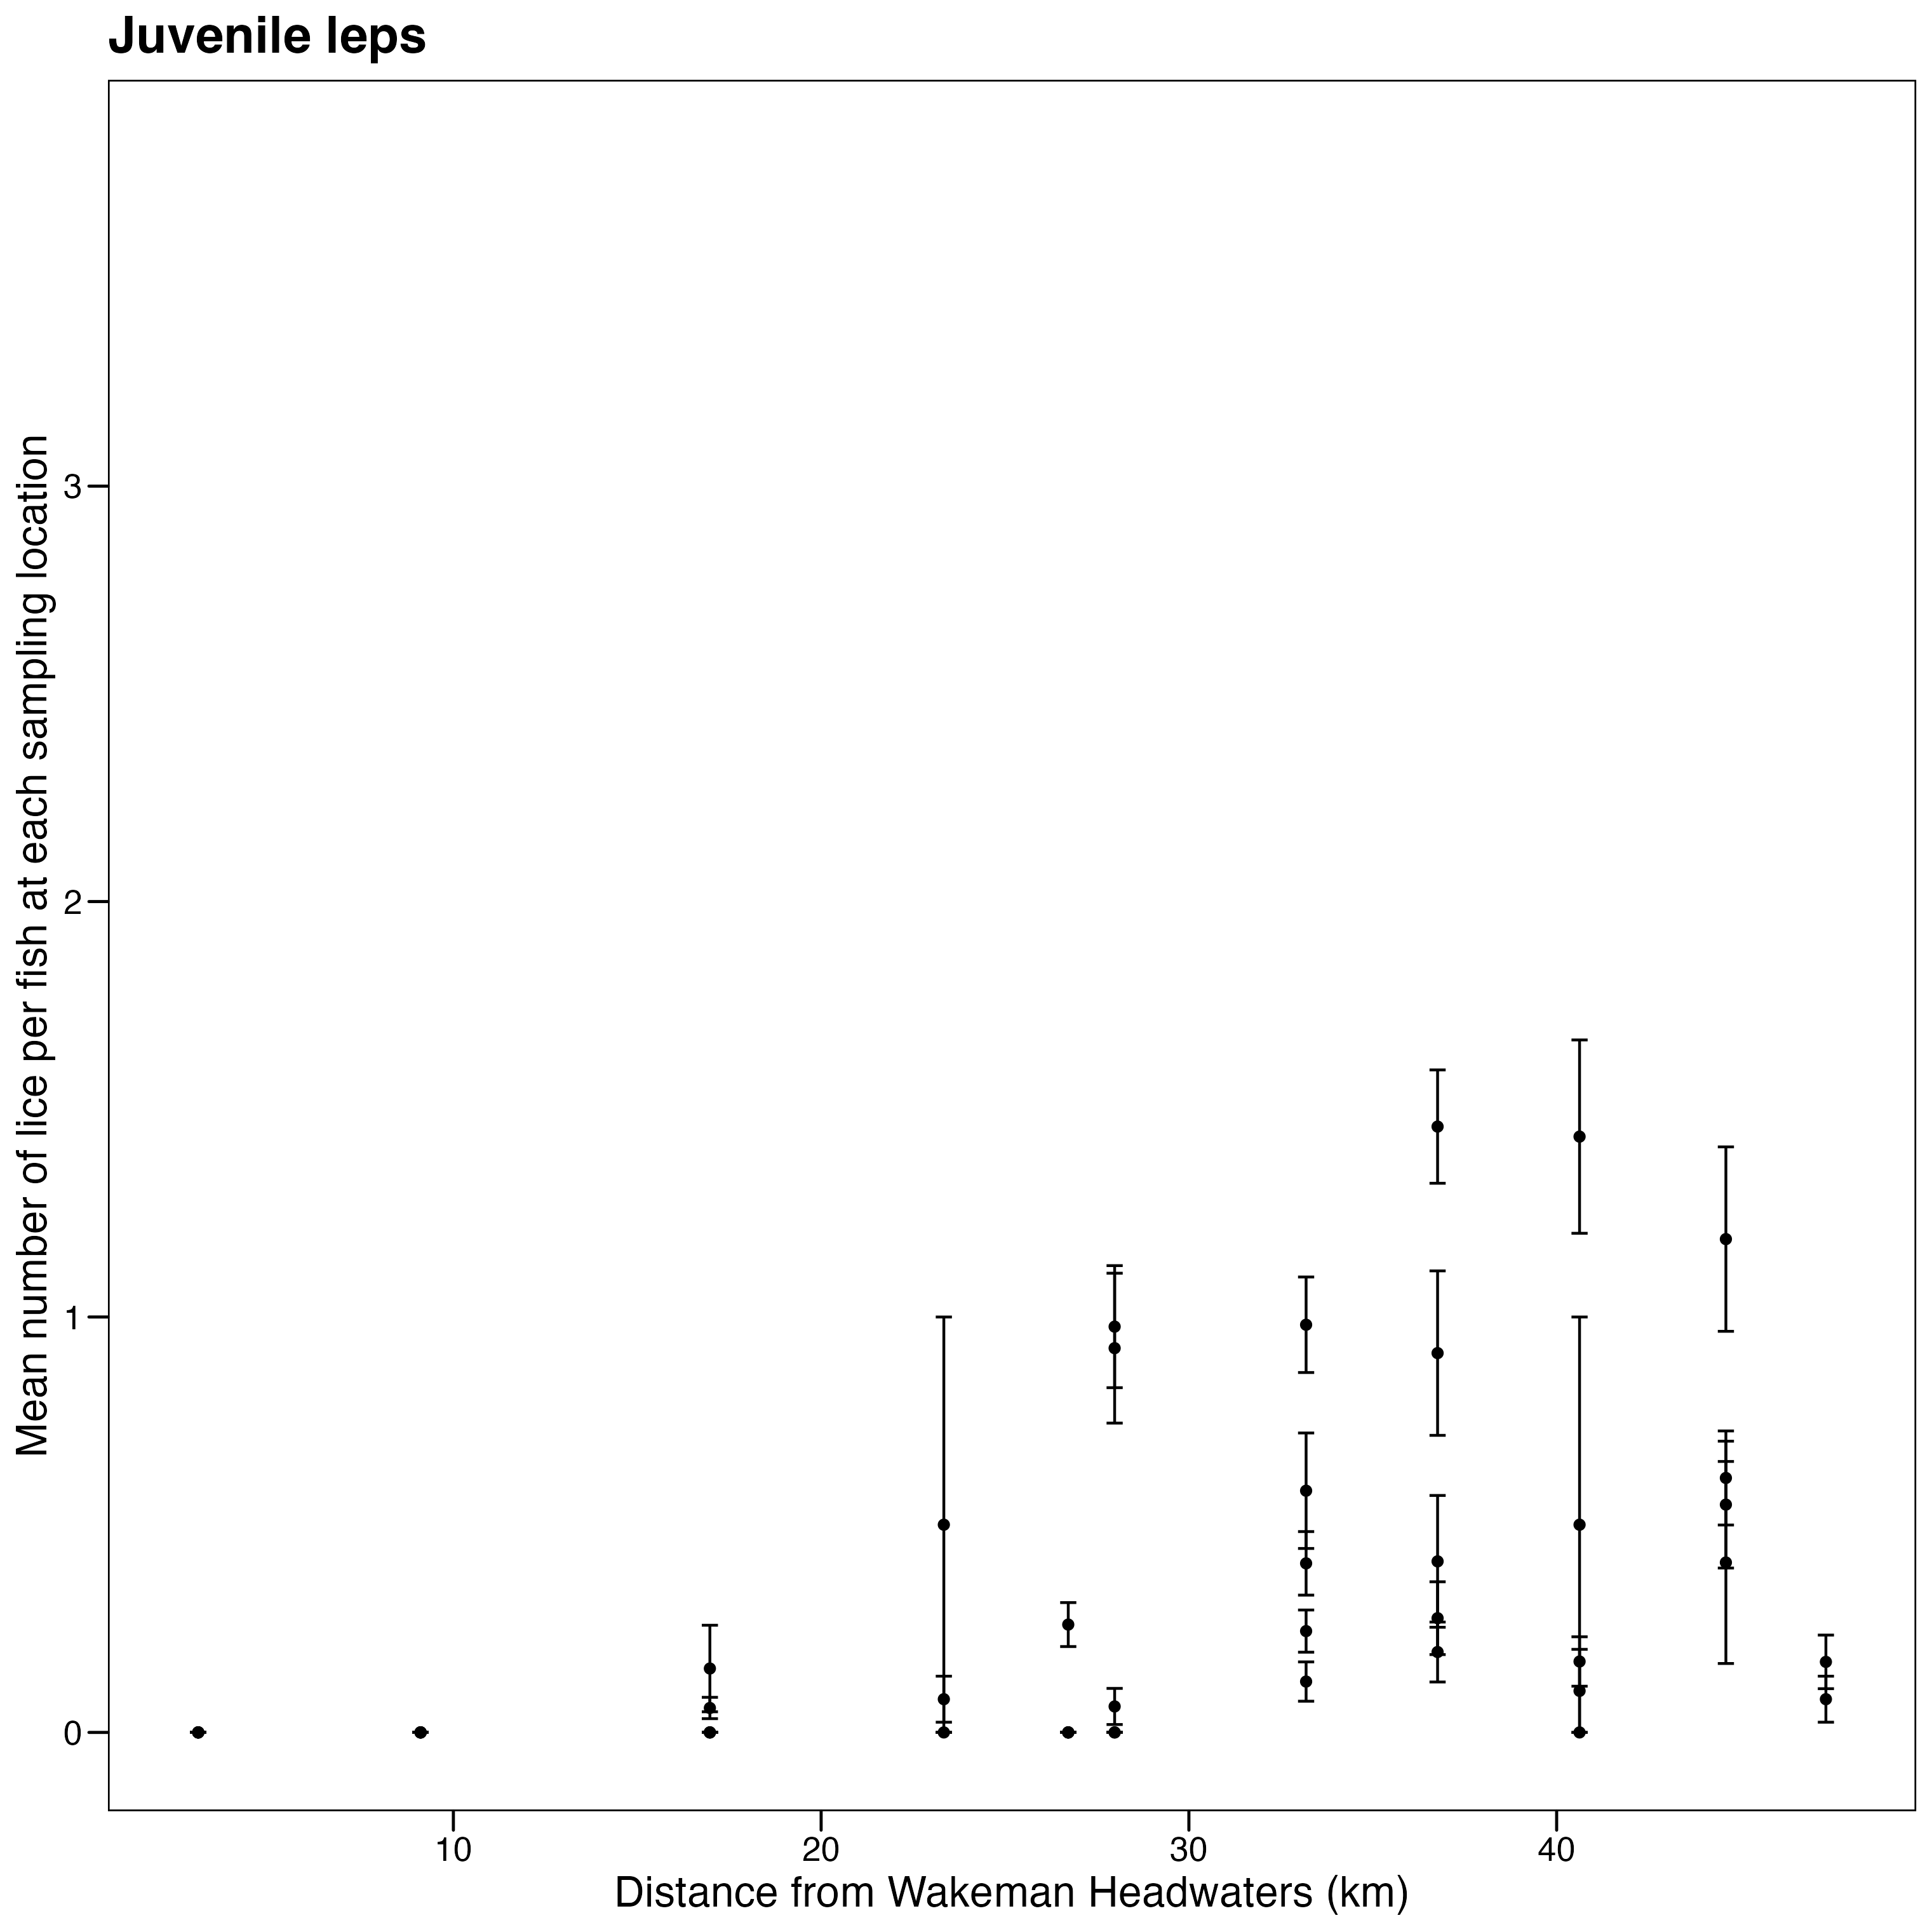 Juvenile leps
Mean number of lice per fish at each sampling location
3
2
1
0
10
20
30
40
Distance from Wakeman Headwaters (km)